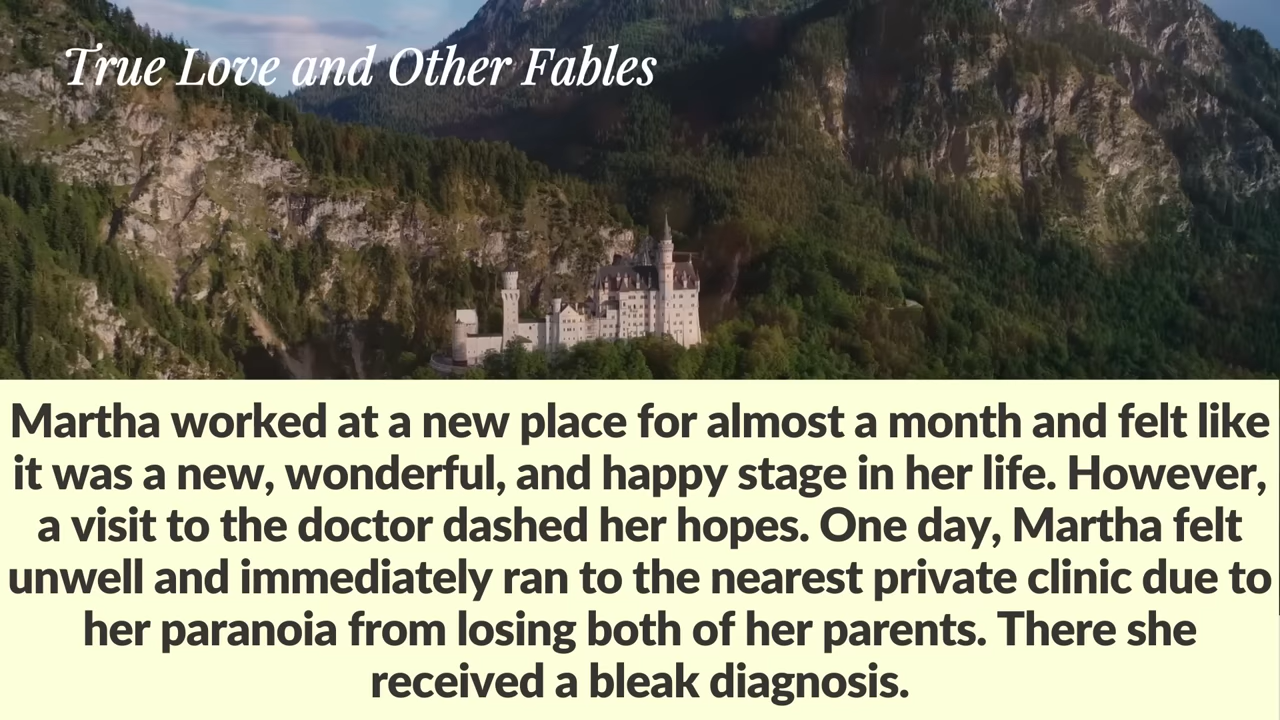 True Love and Other Fables
Martha worked at a new place for almost a month and felt like
it was a new, wonderful, and happy stage in her life. However,
a visit to the doctor dashed her hopes. One day, Martha felt
unwell and immediately ran to the nearest private clinic due to
her paranoia from losing both of her parents. There she
received a bleak diagnosis.